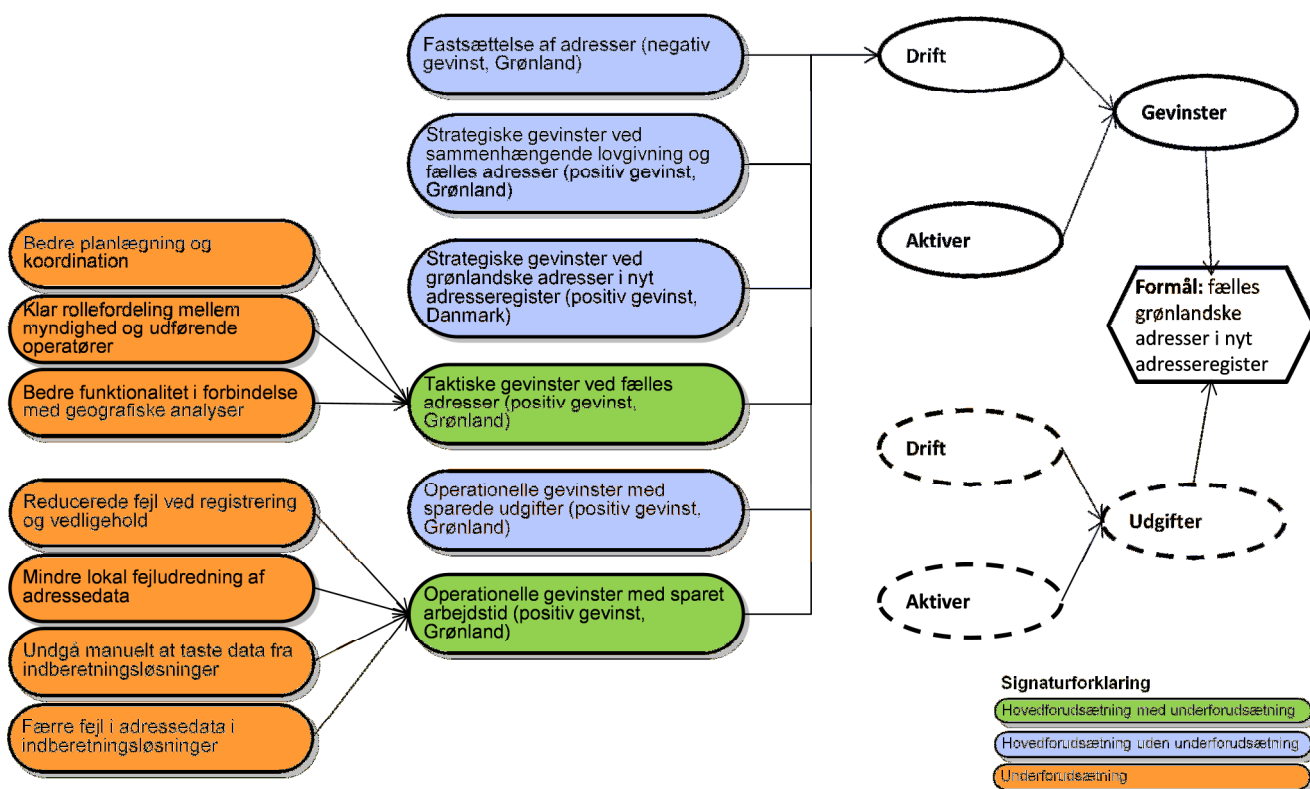 Fastsættelse af adresser (negativ
gevinst, Grønland)
Strategiske gevinster ved
sammenhængende lovgivning og
fælles adresser (positiv gevinst,
Grønland)
Strategiske gevinster ved
grønlandske adresser i nyt
adresseregister (positiv gevinst,
Danmark)
Taktiske gevinster ved fælles
adresser (positiv gevinst,
Grønland)
Operationelle gevinster med
sparede udgifter (positiv gevinst,
Grønland)
Operationelle gevinster med sparet
arbejdstid (positiv gevinst,
Grønland)
Bedre planlægning og
koordination
Klar rollefordeling mellem
myndighed og udførende
operatører
Bedre funktionalitet i forbindelse
med geografiske analyser
Reducerede fejl ved registrering
og vedligehold
Mindre lokal fejludredning af
adressedata
Undgå manuelt at taste data fra
indberetningsløsninger
Færre fejl i adressedata i
indberetningsløsninger
Drift
Aktiver
Gevinster
Formål: fælles
grønlandske
adresser i nyt
adresseregister
Drift
Aktiver
Udgifter
Signaturforklaring
Hovedforudsætning med underforudsætning
Hovedforudsætning uden underforudsætning
Underforudsætning